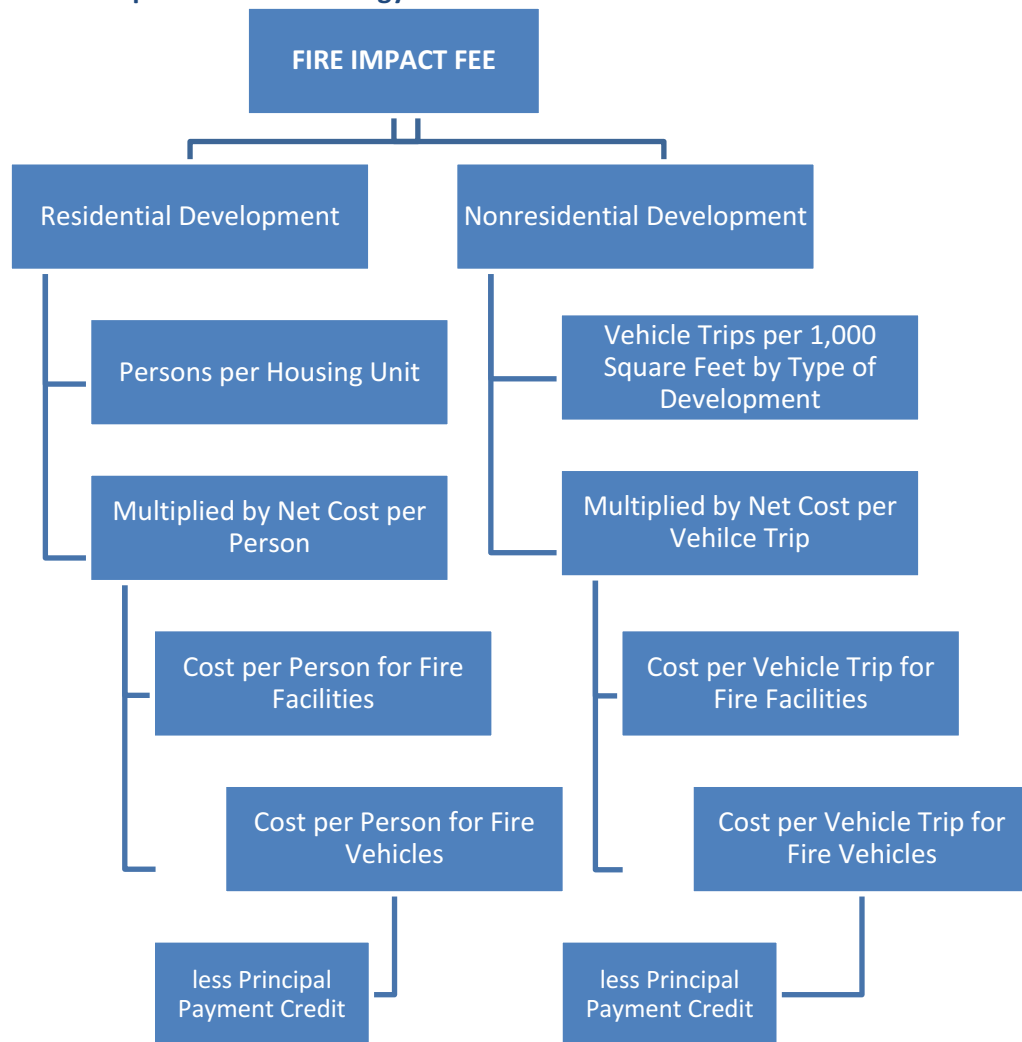 FIRE IMPACT FEE
Residential Development
Nonresidential Development
Persons per Housing Unit
Vehicle Trips per 1,000
Square Feet by Type of
Development
Multiplied by Net Cost per
Person
Multiplied by Net Cost per
Vehilce Trip
Cost per Person for Fire
Facilities
Cost per Vehicle Trip for
Fire Facilities
Cost per Person for Fire
Vehicles
Cost per Vehicle Trip for
Fire Vehicles
less Principal
Payment Credit
less Principal
Payment Credit